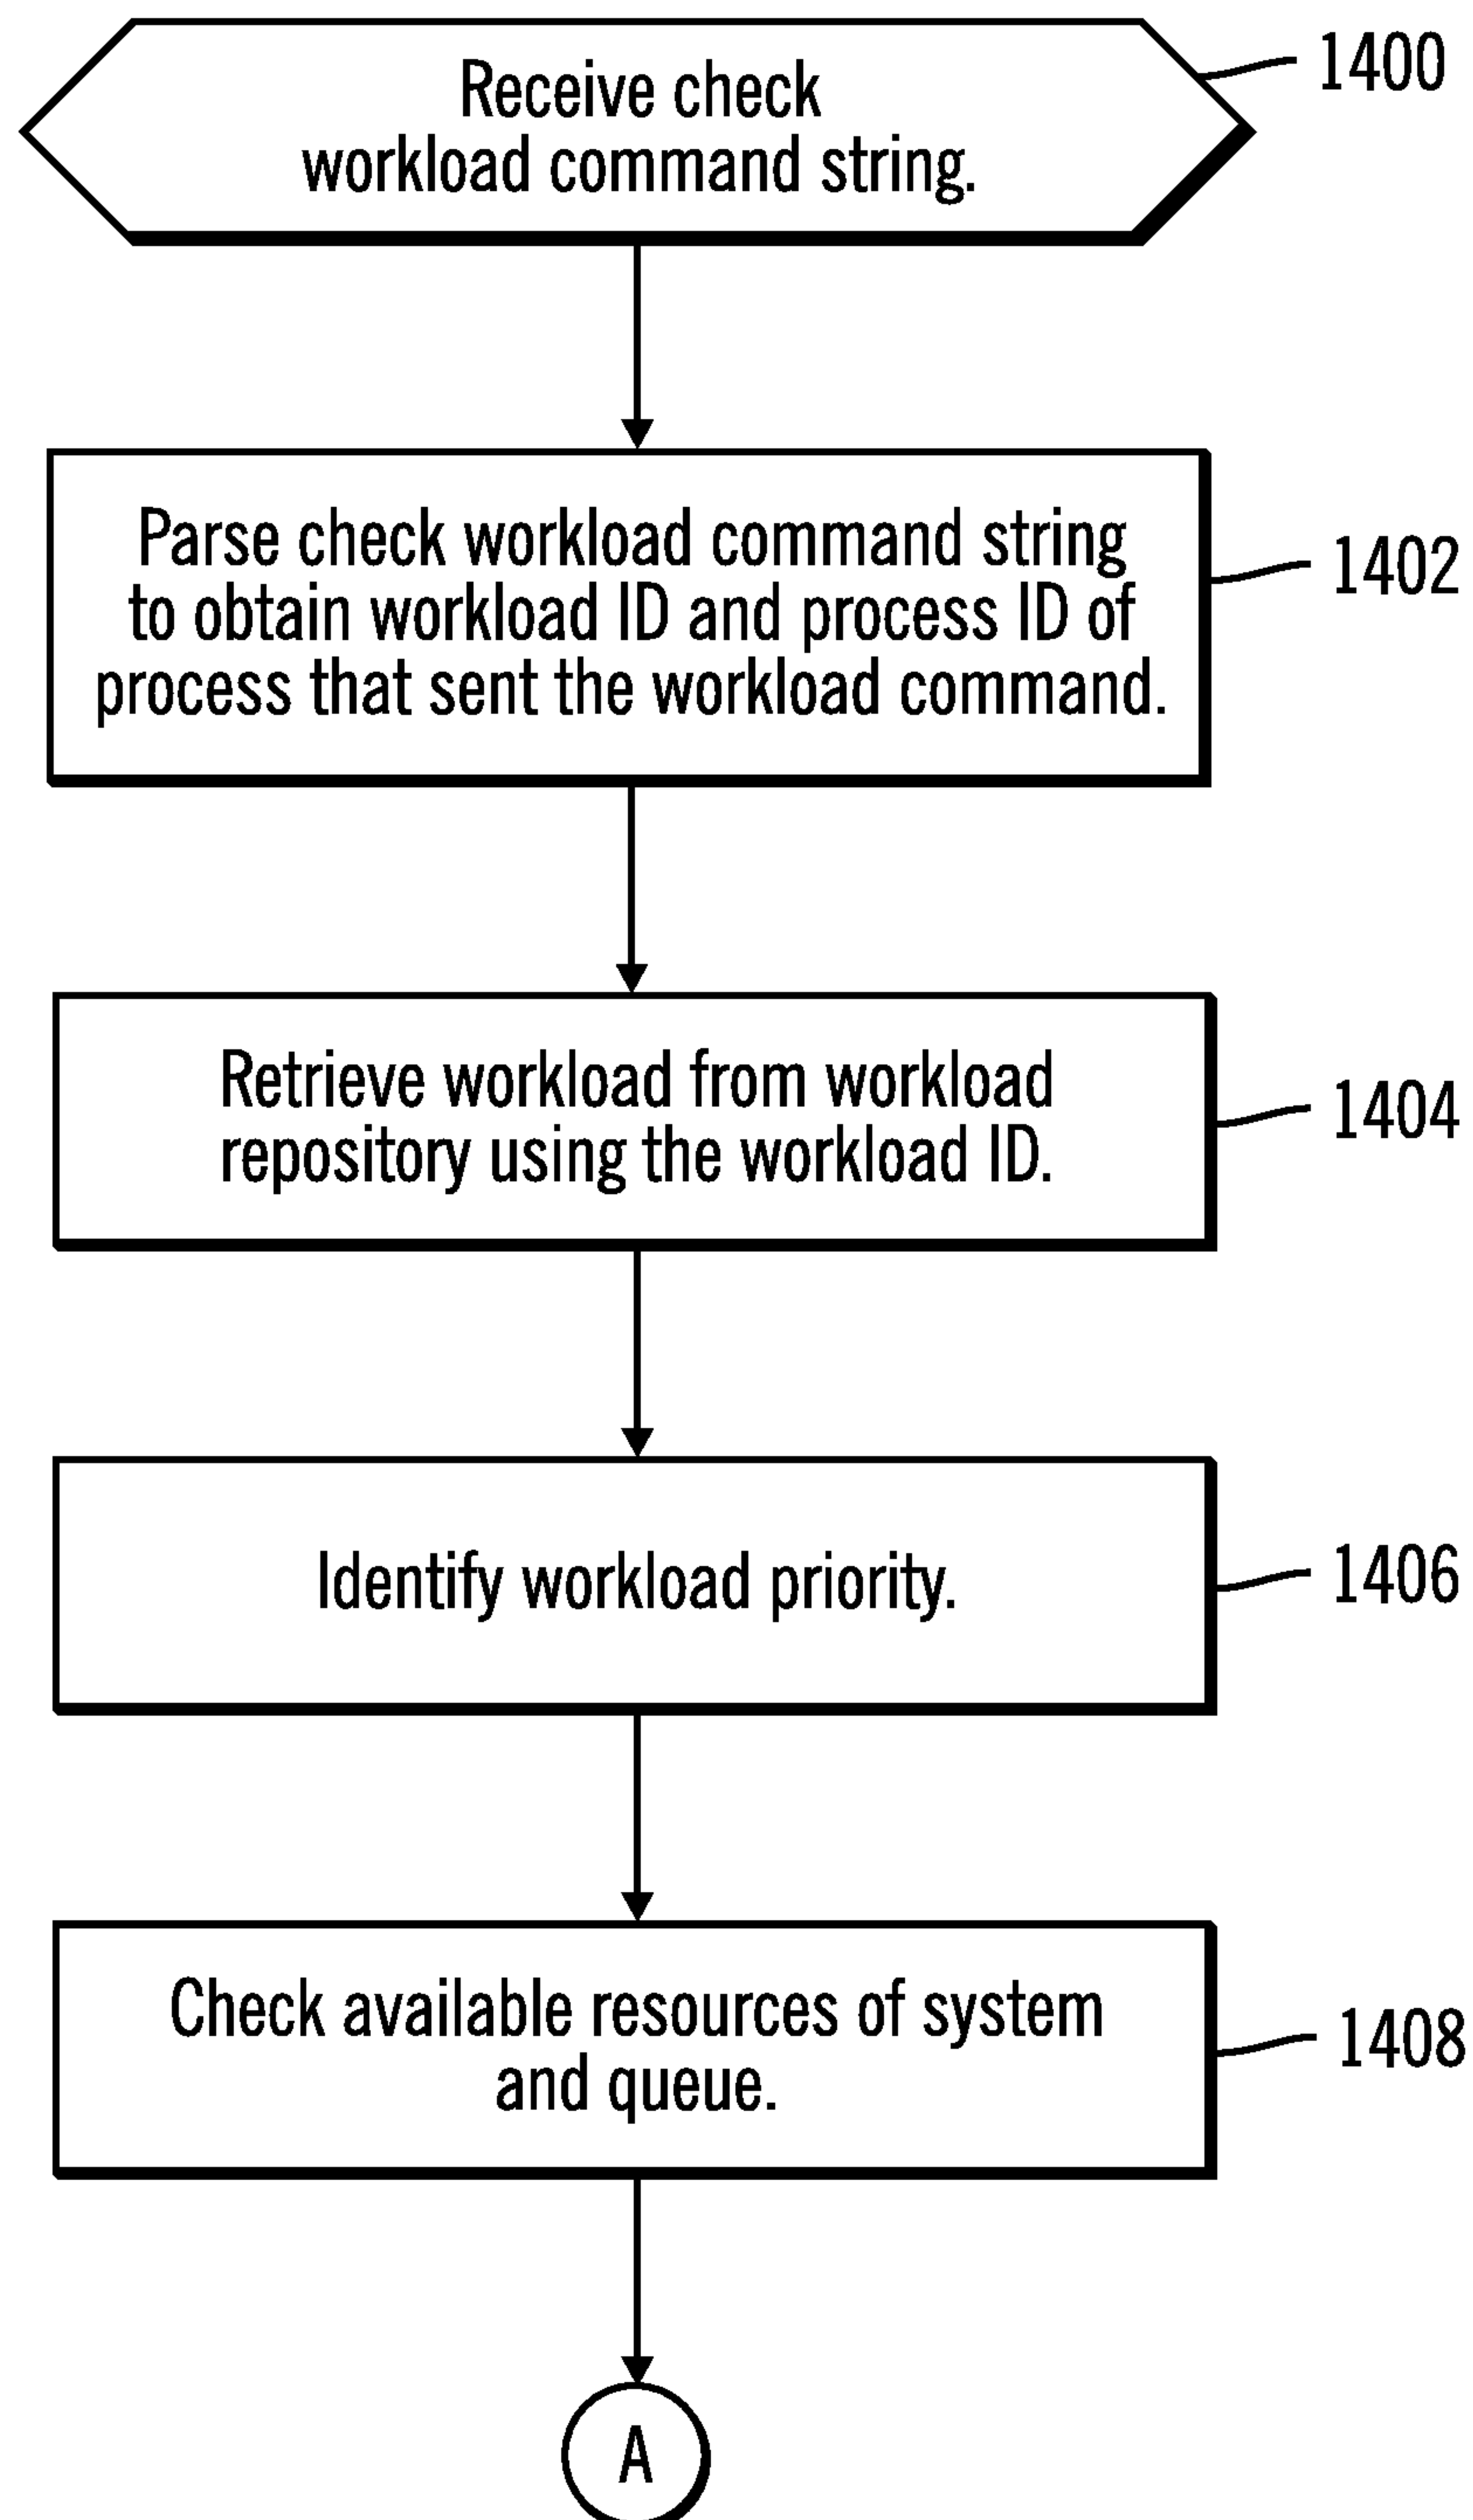 Receive check
workload command string.
1400
Parse check workload command string
to obtain workload ID and process ID of
process that sent the workload command.
1402
Retrieve workload from workload
repository using the workload ID.
1404
Identify workload priority.
1406
Check available resources of system
and queue.
1408
A